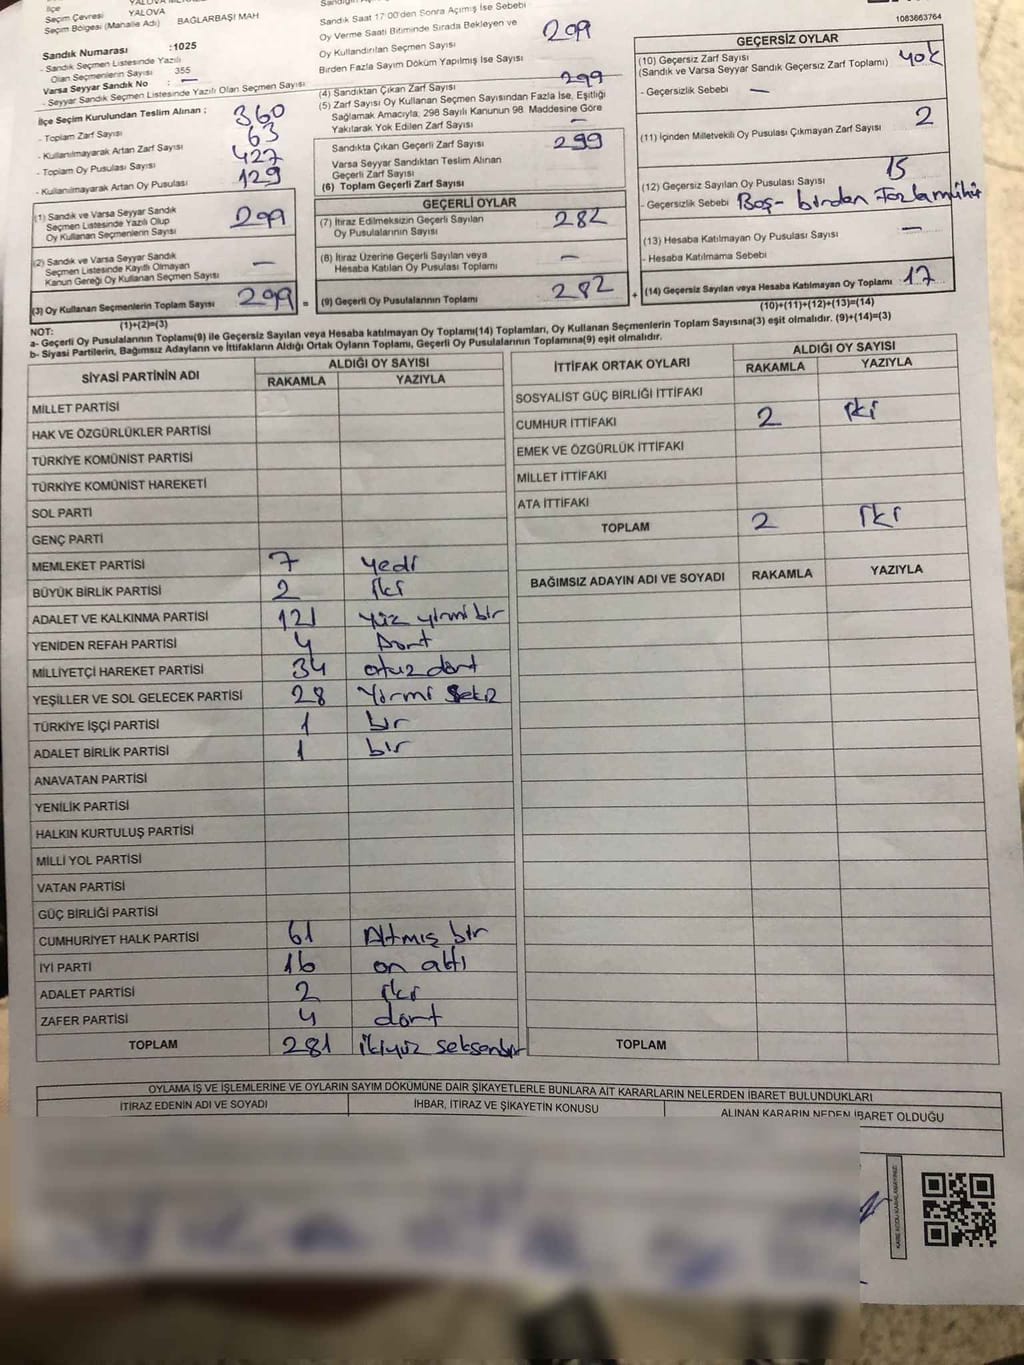 İlçe
YALOVA MERKEZ
Seçim Çevresi YALOVA
Seçim Bölgesi (Mahalle Adı) BAĞLARBAŞI MAH
Sandık Numarası :1025
- Sandık Seçmen Listesinde Yazılı
Olan Seçmenlerin Sayısı 355
Varsa Seyyar Sandık No : —
- Seyyar Sandık Seçmen Listesinde Yazılı Olan Seçmen Sayısı
İlçe Seçim Kurulundan Teslim Alınan ;
- Toplam Zarf Sayısı 360
- Kullanılmayarak Artan Zarf Sayısı 63
- Toplam Oy Pusulası Sayısı 427
- Kullanılmayarak Artan Oy Pusulası 129
(1) Sandık ve Varsa Seyyar Sandık
Seçmen Listesinde Yazılı Olup
Oy Kullanan Seçmenlerin Sayısı 299
(2) Sandık ve Varsa Seyyar Sandık
Seçmen Listesinde Kayıtlı Olmayan
Kanun Gereği Oy Kullanan Seçmen Sayısı —
(3) Oy Kullanan Seçmenlerin Toplam Sayısı 299 =
(1)+(2)=(3)
Sandık Saat 17:00'den Sonra Açılmış İse Sebebi
Oy Verme Saati Bitiminde Sırada Bekleyen ve
Oy Kullandırılan Seçmen Sayısı 299
Birden Fazla Sayım Döküm Yapılmış İse Sayısı
(4) Sandıktan Çıkan Zarf Sayısı 299
(5) Zarf Sayısı Oy Kullanan Seçmen Sayısından Fazla İse, Eşitliği
Sağlamak Amacıyla; 298 Sayılı Kanunun 98. Maddesine Göre
Yakılarak Yok Edilen Zarf Sayısı —
Sandıkta Çıkan Geçerli Zarf Sayısı 299
Varsa Seyyar Sandıktan Teslim Alınan
Geçerli Zarf Sayısı
(6) Toplam Geçerli Zarf Sayısı
GEÇERLİ OYLAR
(7) İtiraz Edilmeksizin Geçerli Sayılan
Oy Pusulalarının Sayısı 282
(8) İtiraz Üzerine Geçerli Sayılan veya
Hesaba Katılan Oy Pusulası Toplamı —
(9) Geçerli Oy Pusulalarının Toplamı 282 +
1083663764
GEÇERSİZ OYLAR
(10) Geçersiz Zarf Sayısı
(Sandık ve Varsa Seyyar Sandık Geçersiz Zarf Toplamı) yok
- Geçersizlik Sebebi —
(11) İçinden Milletvekili Oy Pusulası Çıkmayan Zarf Sayısı 2
(12) Geçersiz Sayılan Oy Pusulası Sayısı 15
- Geçersizlik Sebebi Boş- birden Fazla mühür
(13) Hesaba Katılmayan Oy Pusulası Sayısı —
- Hesaba Katılmama Sebebi
(14) Geçersiz Sayılan veya Hesaba Katılmayan Oy Toplamı 17
(10)+(11)+(12)+(13)=(14)
NOT:
a- Geçerli Oy Pusulalarının Toplamı(9) ile Geçersiz Sayılan veya Hesaba katılmayan Oy Toplamı(14) Toplamları, Oy Kullanan Seçmenlerin Toplam Sayısına(3) eşit olmalıdır. (9)+(14)=(3)
b- Siyasi Partilerin, Bağımsız Adayların ve İttifakların Aldığı Ortak Oyların Toplamı, Geçerli Oy Pusulalarının Toplamına(9) eşit olmalıdır.
SİYASİ PARTİNİN ADI ALDIĞI OY SAYISI
RAKAMLA YAZIYLA
MİLLET PARTİSİ
HAK VE ÖZGÜRLÜKLER PARTİSİ
TÜRKİYE KOMÜNİST PARTİSİ
TÜRKİYE KOMÜNİST HAREKETİ
SOL PARTİ
GENÇ PARTİ
MEMLEKET PARTİSİ 7 yedi
BÜYÜK BİRLİK PARTİSİ 2 iki
ADALET VE KALKINMA PARTİSİ 121 yüz yirmi bir
YENİDEN REFAH PARTİSİ 4 Dört
MİLLİYETÇİ HAREKET PARTİSİ 34 otuz dört
YEŞİLLER VE SOL GELECEK PARTİSİ 28 Yirmi Sekiz
TÜRKİYE İŞÇİ PARTİSİ 1 bir
ADALET BİRLİK PARTİSİ 1 bir
ANAVATAN PARTİSİ
YENİLİK PARTİSİ
HALKIN KURTULUŞ PARTİSİ
MİLLİ YOL PARTİSİ
VATAN PARTİSİ
GÜÇ BİRLİĞİ PARTİSİ
CUMHURİYET HALK PARTİSİ 61 Altmış bir
İYİ PARTİ 16 on altı
ADALET PARTİSİ 2 iki
ZAFER PARTİSİ 4 dört
TOPLAM 281 ikiyüz seksenbir
İTTİFAK ORTAK OYLARI ALDIĞI OY SAYISI
RAKAMLA YAZIYLA
SOSYALİST GÜÇ BİRLİĞİ İTTİFAKI
CUMHUR İTTİFAKI 2 iki
EMEK VE ÖZGÜRLÜK İTTİFAKI
MİLLET İTTİFAKI
ATA İTTİFAKI
TOPLAM 2 iki
BAĞIMSIZ ADAYIN ADI VE SOYADI RAKAMLA YAZIYLA
TOPLAM
OYLAMA İŞ VE İŞLEMLERİNE VE OYLARIN SAYIM DÖKÜMÜNE DAİR ŞİKAYETLERLE BUNLARA AİT KARARLARIN NELERDEN İBARET BULUNDUKLARI
İTİRAZ EDENİN ADI VE SOYADI İHBAR, İTİRAZ VE ŞİKAYETİN KONUSU ALINAN KARARIN NEDEN İBARET OLDUĞU